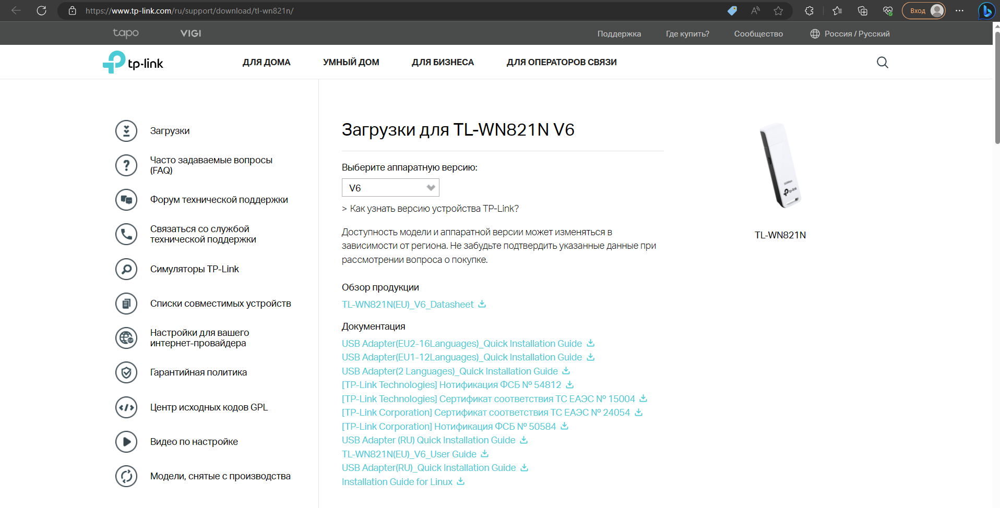 https://www.tp-link.com/ru/support/download/tl-wn821n/
Вход
tapo
VIGI
Поддержка
Где купить?
Сообщество
Россия / Русский
tp-link
ДЛЯ ДОМА
УМНЫЙ ДОМ
ДЛЯ БИЗНЕСА
ДЛЯ ОПЕРАТОРОВ СВЯЗИ
Загрузки
Часто задаваемые вопросы
(FAQ)
Форум технической поддержки
Связаться со службой
технической поддержки
Симуляторы TP-Link
Списки совместимых устройств
Настройки для вашего
интернет-провайдера
Гарантийная политика
Центр исходных кодов GPL
Видео по настройке
Модели, снятые с производства
Загрузки для TL-WN821N V6
Выберите аппаратную версию:
V6
> Как узнать версию устройства TP-Link?
Доступность модели и аппаратной версии может изменяться в
зависимости от региона. Не забудьте подтвердить указанные данные при
рассмотрении вопроса о покупке.
Обзор продукции
TL-WN821N(EU)_V6_Datasheet
Документация
USB Adapter(EU2-16Languages)_Quick Installation Guide
USB Adapter(EU1-12Languages)_Quick Installation Guide
USB Adapter(2 Languages)_Quick Installation Guide
[TP-Link Technologies] Нотификация ФСБ № 54812
[TP-Link Technologies] Сертификат соответствия ТС ЕАЭС № 15004
[TP-Link Corporation] Сертификат соответствия ТС ЕАЭС № 24054
[TP-Link Corporation] Нотификация ФСБ № 50584
USB Adapter (RU) Quick Installation Guide
TL-WN821N(EU)_V6_User Guide
USB Adapter(RU)_Quick Installation Guide
Installation Guide for Linux
tp-link
TL-WN821N